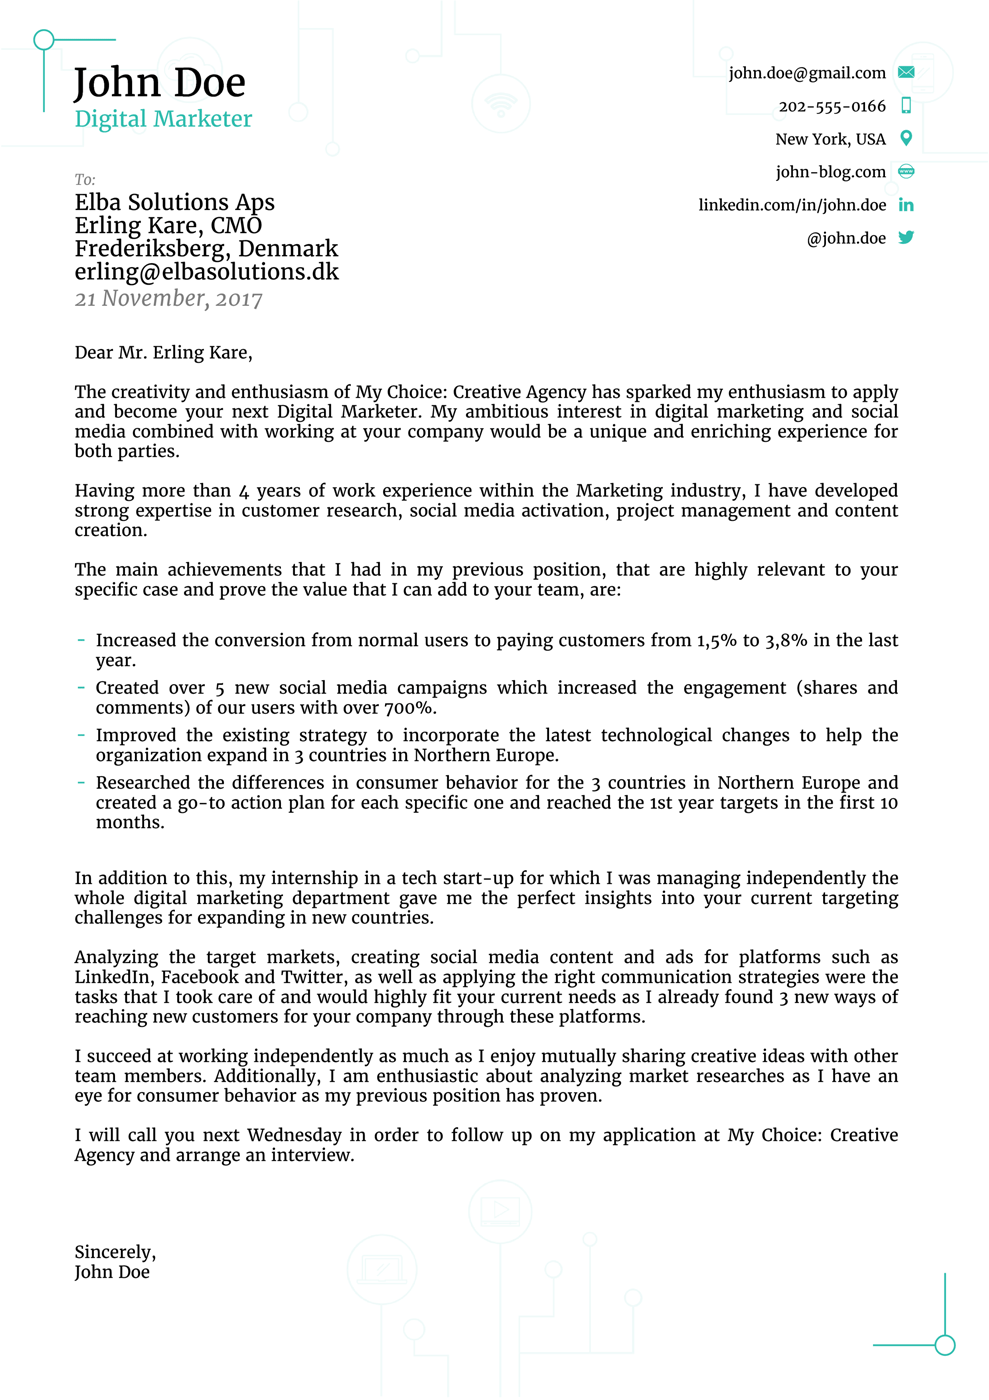 John Doe
Digital Marketer
john.doe@gmail.com
202-555-0166
New York, USA
john-blog.com
linkedin.com/in/john.doe
@john.doe
To:
Elba Solutions Aps
Erling Kare, CMO
Frederiksberg, Denmark
erling@elbasolutions.dk
21 November, 2017
Dear Mr. Erling Kare,
The creativity and enthusiasm of My Choice: Creative Agency has sparked my enthusiasm to apply
and become your next Digital Marketer. My ambitious interest in digital marketing and social
media combined with working at your company would be a unique and enriching experience for
both parties.
Having more than 4 years of work experience within the Marketing industry, I have developed
strong expertise in customer research, social media activation, project management and content
creation.
The main achievements that I had in my previous position, that are highly relevant to your
specific case and prove the value that I can add to your team, are:
- Increased the conversion from normal users to paying customers from 1,5% to 3,8% in the last
year.
- Created over 5 new social media campaigns which increased the engagement (shares and
comments) of our users with over 700%.
- Improved the existing strategy to incorporate the latest technological changes to help the
organization expand in 3 countries in Northern Europe.
- Researched the differences in consumer behavior for the 3 countries in Northern Europe and
created a go-to action plan for each specific one and reached the 1st year targets in the first 10
months.
In addition to this, my internship in a tech start-up for which I was managing independently the
whole digital marketing department gave me the perfect insights into your current targeting
challenges for expanding in new countries.
Analyzing the target markets, creating social media content and ads for platforms such as
LinkedIn, Facebook and Twitter, as well as applying the right communication strategies were the
tasks that I took care of and would highly fit your current needs as I already found 3 new ways of
reaching new customers for your company through these platforms.
I succeed at working independently as much as I enjoy mutually sharing creative ideas with other
team members. Additionally, I am enthusiastic about analyzing market researches as I have an
eye for consumer behavior as my previous position has proven.
I will call you next Wednesday in order to follow up on my application at My Choice: Creative
Agency and arrange an interview.
Sincerely,
John Doe